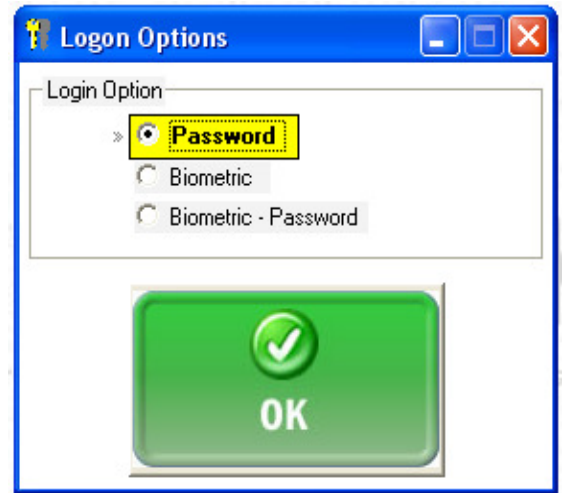 Logon Options
Login Option
» Password
Biometric
Biometric - Password
OK